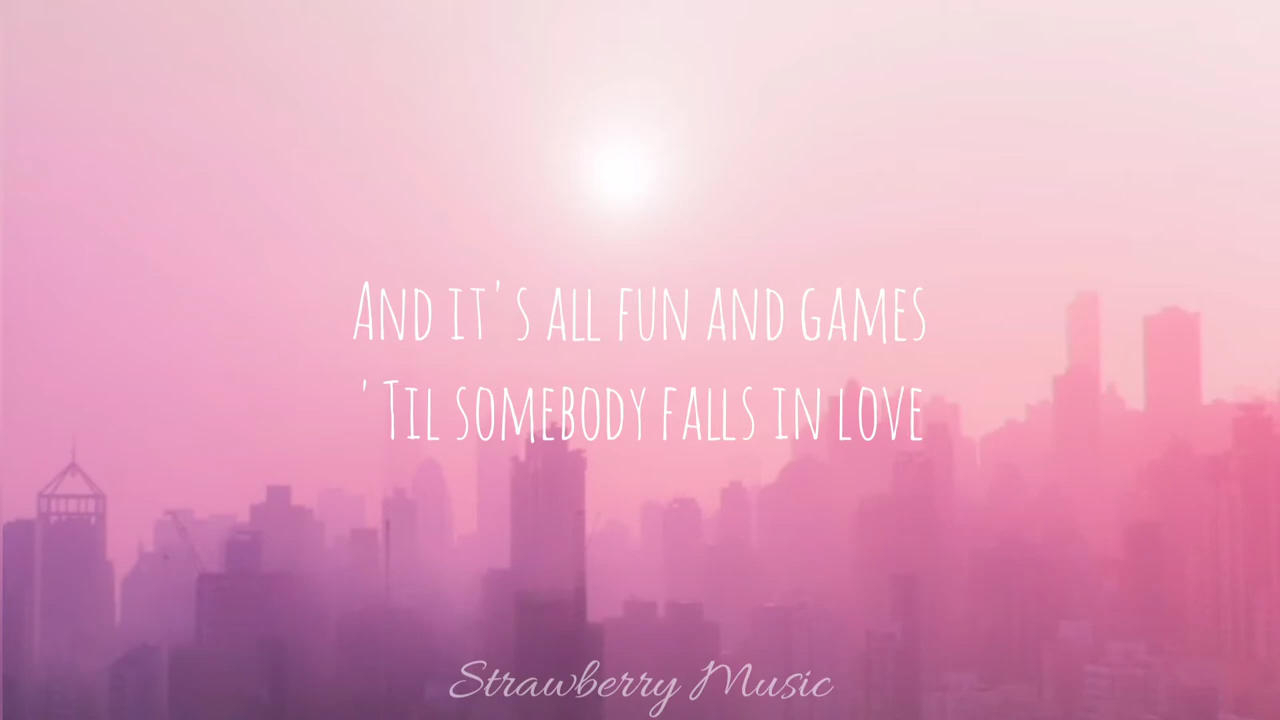 And it's all fun and games
'Til somebody falls in love
Strawberry Music